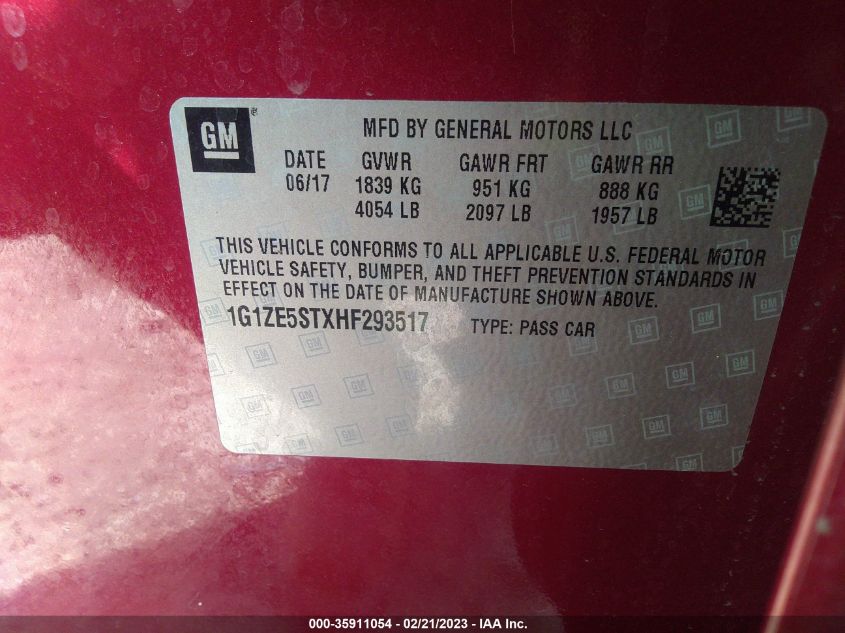 GM ®
MFD BY GENERAL MOTORS LLC
DATE GVWR GAWR FRT GAWR RR
06/17 1839 KG 951 KG 888 KG
4054 LB 2097 LB 1957 LB
THIS VEHICLE CONFORMS TO ALL APPLICABLE U.S. FEDERAL MOTOR
VEHICLE SAFETY, BUMPER, AND THEFT PREVENTION STANDARDS IN
EFFECT ON THE DATE OF MANUFACTURE SHOWN ABOVE.
1G1ZE5STXHF293517 TYPE: PASS CAR
000-35911054 - 02/21/2023 - IAA Inc.